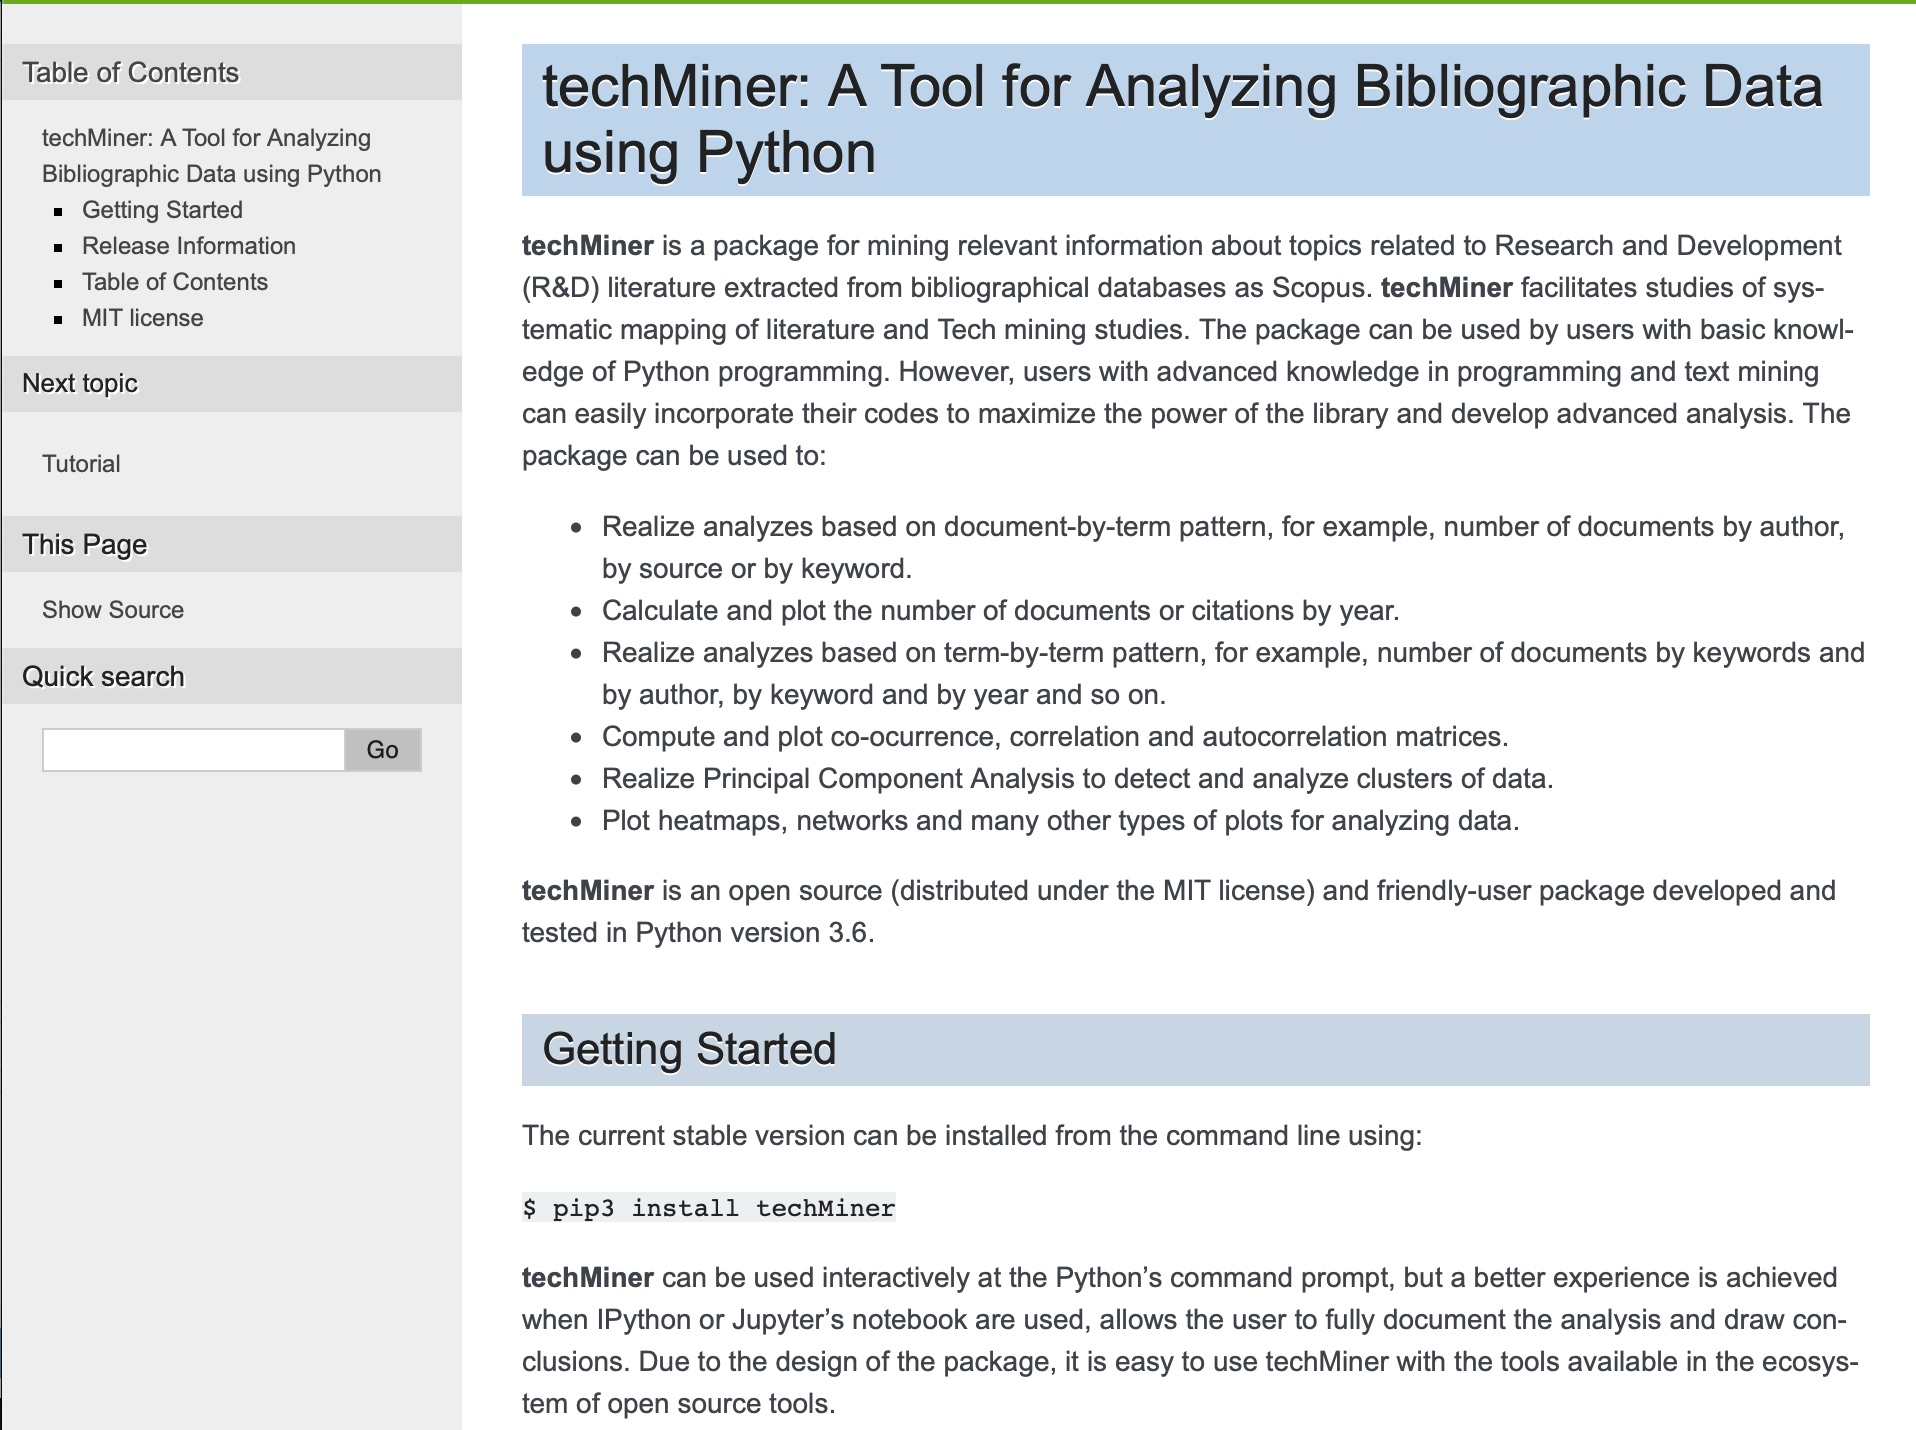 Table of Contents
techMiner: A Tool for Analyzing
Bibliographic Data using Python
Getting Started
Release Information
Table of Contents
MIT license
Next topic
Tutorial
This Page
Show Source
Quick search
Go
techMiner: A Tool for Analyzing Bibliographic Data
using Python
techMiner is a package for mining relevant information about topics related to Research and Development
(R&D) literature extracted from bibliographical databases as Scopus. techMiner facilitates studies of sys-
tematic mapping of literature and Tech mining studies. The package can be used by users with basic knowl-
edge of Python programming. However, users with advanced knowledge in programming and text mining
can easily incorporate their codes to maximize the power of the library and develop advanced analysis. The
package can be used to:
• Realize analyzes based on document-by-term pattern, for example, number of documents by author,
by source or by keyword.
• Calculate and plot the number of documents or citations by year.
• Realize analyzes based on term-by-term pattern, for example, number of documents by keywords and
by author, by keyword and by year and so on.
• Compute and plot co-ocurrence, correlation and autocorrelation matrices.
• Realize Principal Component Analysis to detect and analyze clusters of data.
• Plot heatmaps, networks and many other types of plots for analyzing data.
techMiner is an open source (distributed under the MIT license) and friendly-user package developed and
tested in Python version 3.6.
Getting Started
The current stable version can be installed from the command line using:
$ pip3 install techMiner
techMiner can be used interactively at the Python’s command prompt, but a better experience is achieved
when IPython or Jupyter’s notebook are used, allows the user to fully document the analysis and draw con-
clusions. Due to the design of the package, it is easy to use techMiner with the tools available in the ecosys-
tem of open source tools.